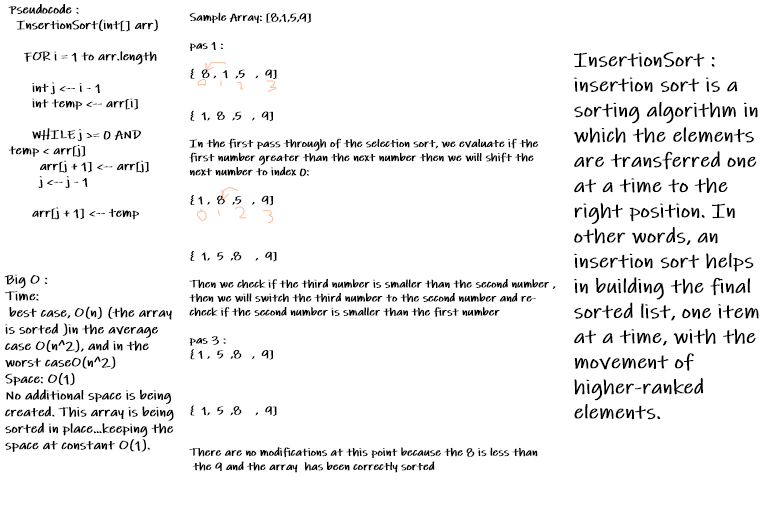 Pseudocode :
InsertionSort(int[] arr)
FOR i = 1 to arr.length
int j <-- i - 1
int temp <-- arr[i]
WHILE j >= 0 AND
temp < arr[j]
arr[j + 1] <-- arr[j]
j <-- j - 1
arr[j + 1] <-- temp
Big O :
Time:
best case, O(n) (the array
is sorted )in the average
case O(n^2), and in the
worst caseO(n^2)
Space: O(1)
No additional space is being
created. This array is being
sorted in place...keeping the
space at constant O(1).
Sample Array: [8,1,5,9]
pas 1 :
{ 8, 1 ,5 , 9]
0 1 2 3
{ 1, 8 ,5 , 9]
In the first pass through of the selection sort, we evaluate if the
first number greater than the next number then we will shift the
next number to index 0:
{ 1, 8 ,5 , 9]
0 1 2 3
{ 1, 5 ,8 , 9]
Then we check if the third number is smaller than the second number ,
then we will switch the third number to the second number and re-
check if the second number is smaller than the first number
pas 3 :
{ 1, 5 ,8 , 9]
{ 1, 5 ,8 , 9]
There are no modifications at this point because the 8 is less than
the 9 and the array has been correctly sorted
InsertionSort :
insertion sort is a
sorting algorithm in
which the elements
are transferred one
at a time to the
right position. In
other words, an
insertion sort helps
in building the final
sorted list, one item
at a time, with the
movement of
higher-ranked
elements.